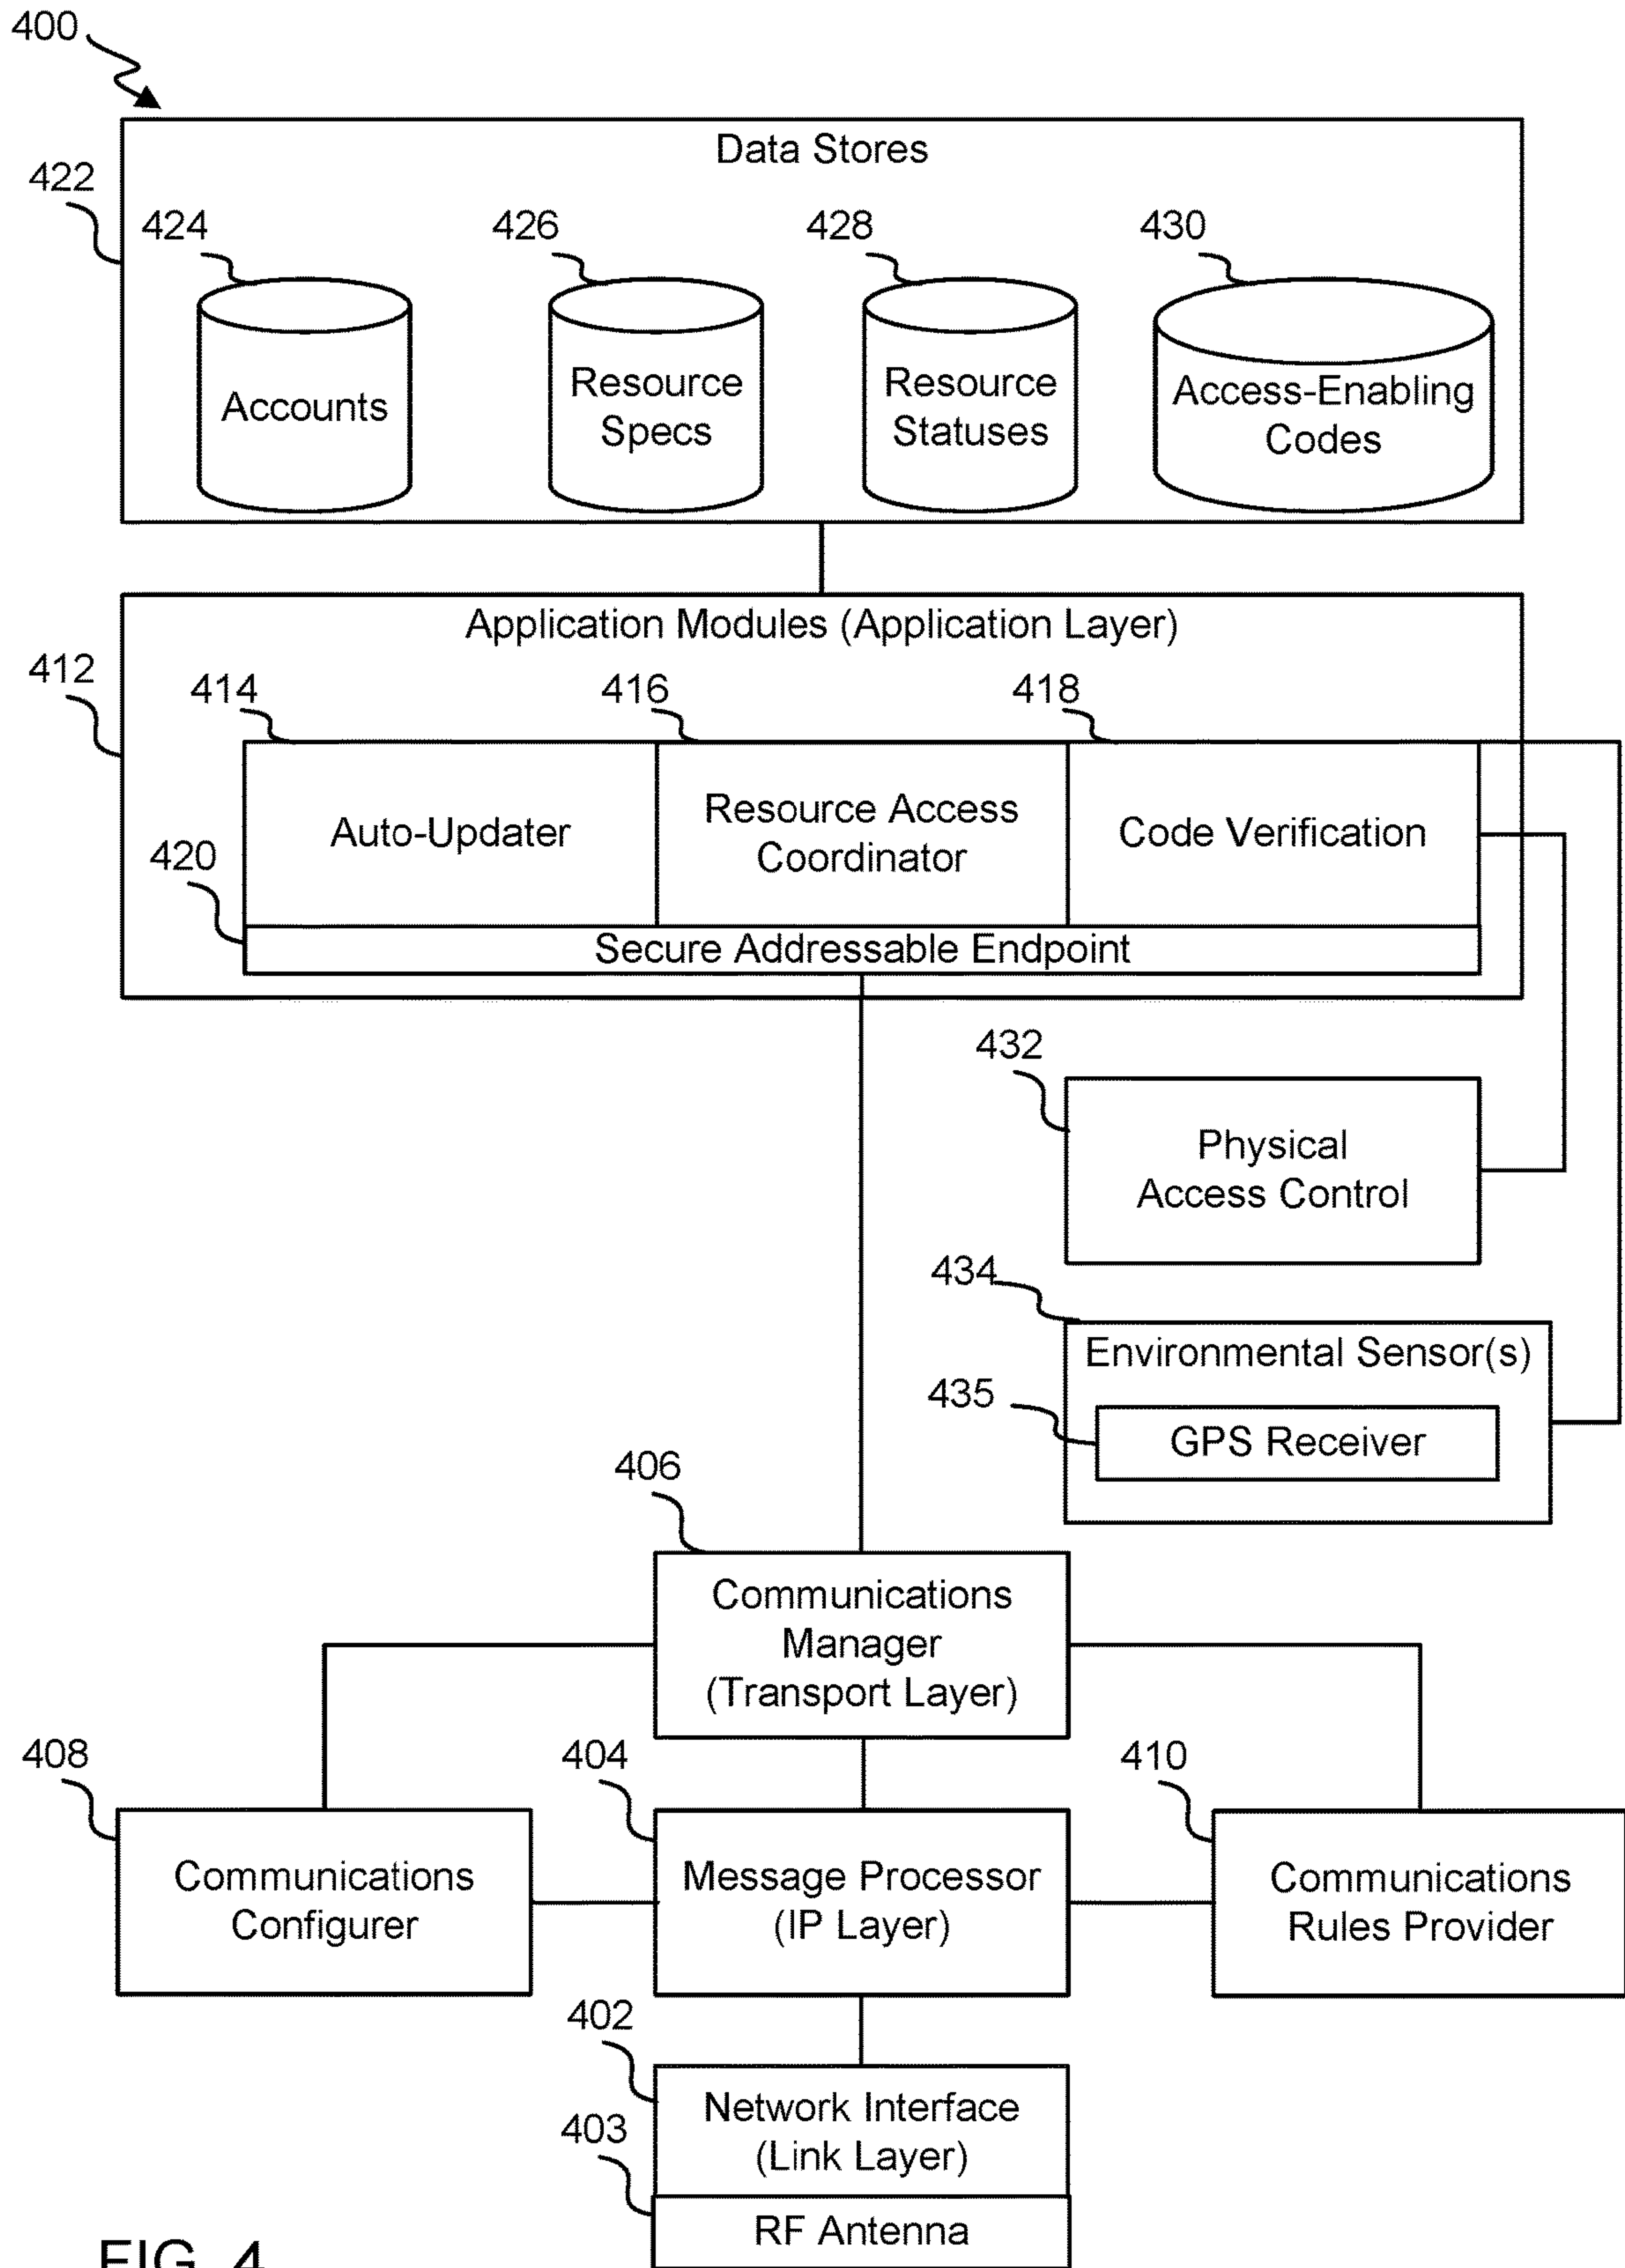 400
Data Stores
422
424
426
428
430
Accounts
Resource
Specs
Resource
Statuses
Access-Enabling
Codes
Application Modules (Application Layer)
412
414
416
418
Auto-Updater
Resource Access
Coordinator
Code Verification
420
Secure Addressable Endpoint
432
Physical
Access Control
434
Environmental Sensor(s)
435
GPS Receiver
406
Communications
Manager
(Transport Layer)
408
404
410
Communications
Configurer
Message Processor
(IP Layer)
Communications
Rules Provider
402
Network Interface
(Link Layer)
403
RF Antenna
FIG. 4